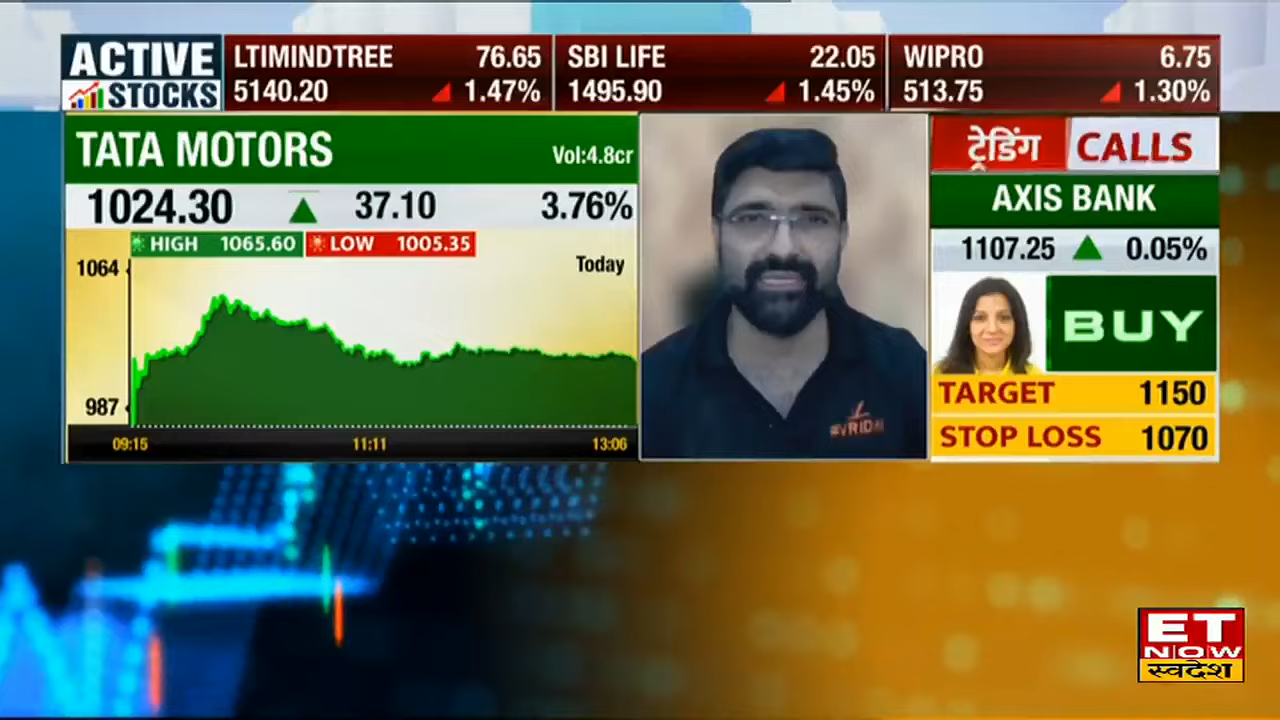 ACTIVE STOCKS
LTIMINDTREE 76.65
5140.20 1.47%
SBI LIFE 22.05
1495.90 1.45%
WIPRO 6.75
513.75 1.30%
TATA MOTORS Vol:4.8cr
1024.30 37.10 3.76%
HIGH 1065.60 LOW 1005.35
Today
1064
987
09:15 11:11 13:06
ट्रेडिंग CALLS
AXIS BANK
1107.25 0.05%
BUY
TARGET 1150
STOP LOSS 1070
ET
NOW
स्वदेश